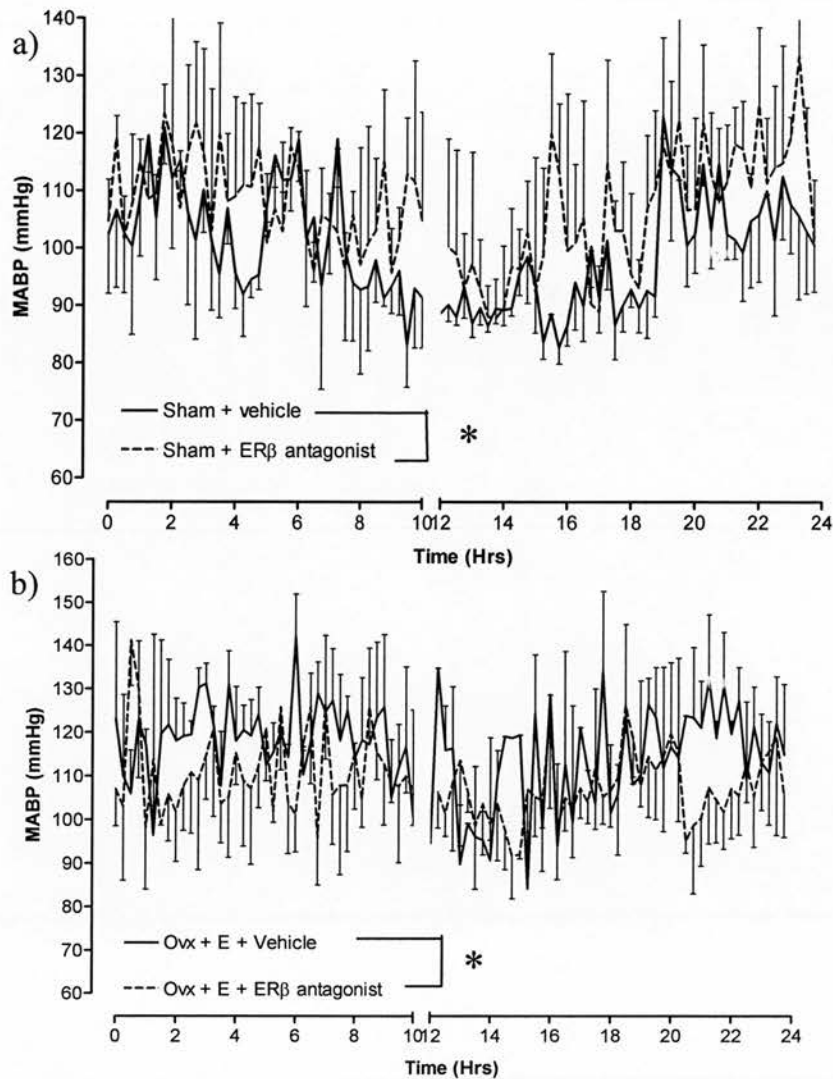 a)
MABP (mmHg)
140
130
120
110
100
90
80
70
60
Sham + vehicle
Sham + ERβ antagonist
*
0 2 4 6 8 10 12 14 16 18 20 22 24
Time (Hrs)
b)
MABP (mmHg)
160
150
140
130
120
110
100
90
80
70
60
Ovx + E + Vehicle
Ovx + E + ERβ antagonist
*
0 2 4 6 8 10 12 14 16 18 20 22 24
Time (Hrs)